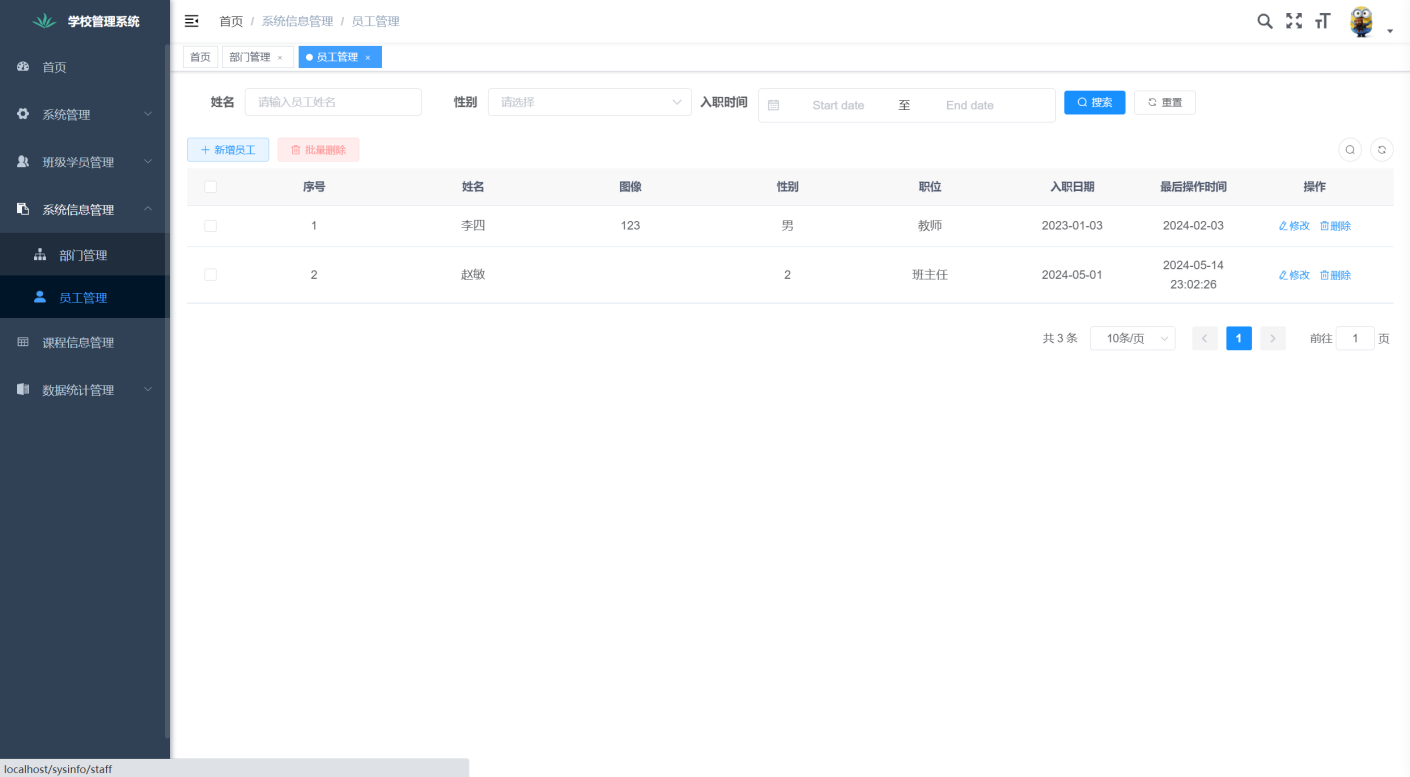 学校管理系统
首页
系统管理
班级学员管理
系统信息管理
部门管理
员工管理
课程信息管理
数据统计管理
首页 / 系统信息管理 / 员工管理
首页 部门管理 × 员工管理 ×
姓名 请输入员工姓名 性别 请选择 入职时间 Start date 至 End date 搜索 重置
+ 新增员工 批量删除
序号 姓名 图像 性别 职位 入职日期 最后操作时间 操作
1 李四 123 男 教师 2023-01-03 2024-02-03 修改 删除
2 赵敏 2 班主任 2024-05-01 2024-05-14 23:02:26 修改 删除
共 3 条 10条/页 < 1 > 前往 1 页
localhost/sysinfo/staff